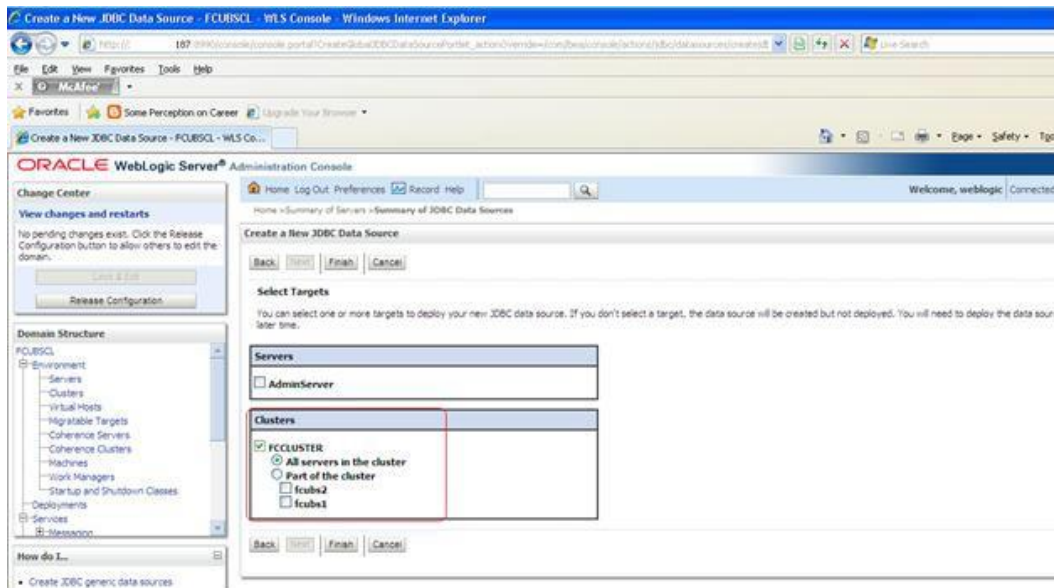 Create a New JDBC Data Source - FCUBSCL - WLS Console - Windows Internet Explorer
Live Search
File Edit View Favorites Tools Help
x McAfee
Favorites Some Perception on Career Upgrade Your Browser
Create a New JDBC Data Source - FCUBSCL - WLS Co...
Page Safety
ORACLE WebLogic Server® Administration Console
Change Center
View changes and restarts
No pending changes exist. Click the Release
Configuration button to allow others to edit the
domain.
Release Configuration
Domain Structure
FCUBSCL
Environment
Servers
Clusters
Virtual Hosts
Migratable Targets
Coherence Servers
Coherence Clusters
Machines
Work Managers
Startup and Shutdown Classes
Deployments
Services
Messaging
How do I...
Create JDBC generic data sources
Home Log Out Preferences Record Help
Welcome, weblogic Connected
Home >Summary of Servers >Summary of JDBC Data Sources
Create a New JDBC Data Source
Back Next Finish Cancel
Select Targets
You can select one or more targets to deploy your new JDBC data source. If you don't select a target, the data source will be created but not deployed. You will need to deploy the data sour
later time.
Servers
AdminServer
Clusters
FCCLUSTER
All servers in the cluster
Part of the cluster
fcubs2
fcubs1
Back Next Finish Cancel